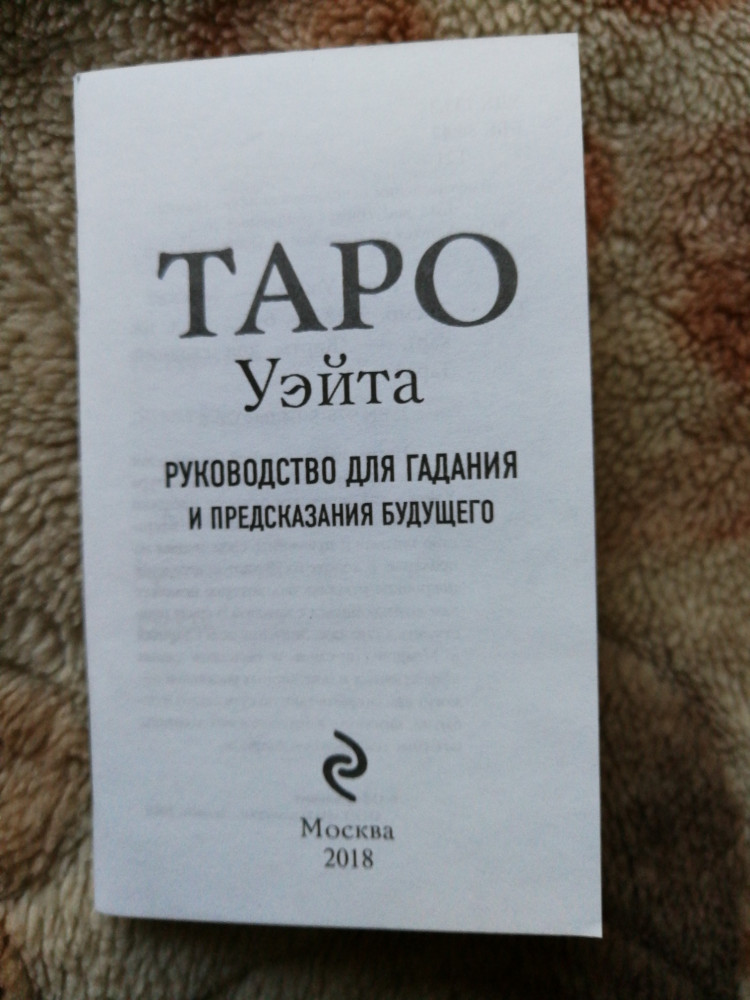 ТАРО
Уэйта
РУКОВОДСТВО ДЛЯ ГАДАНИЯ
И ПРЕДСКАЗАНИЯ БУДУЩЕГО
Москва
2018